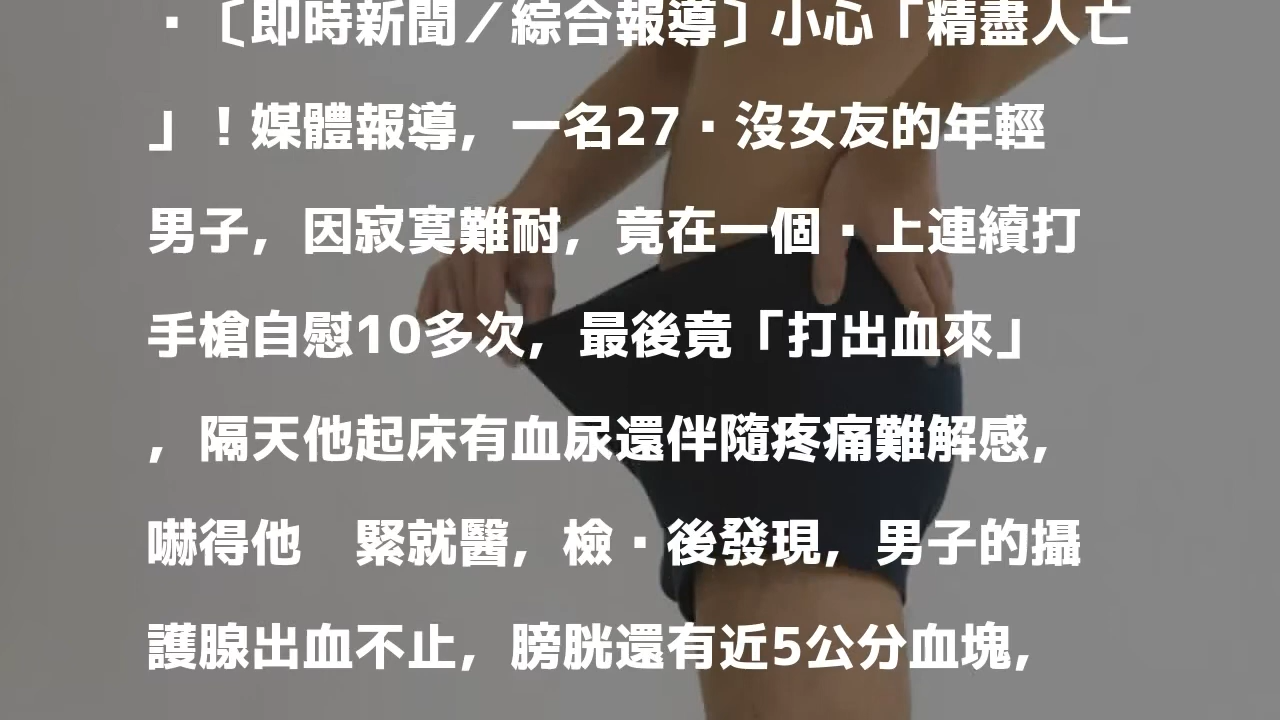 ·〔即時新聞／綜合報導〕小心「精盡人亡
」！媒體報導，一名27·沒女友的年輕
男子，因寂寞難耐，竟在一個·上連續打
手槍自慰10多次，最後竟「打出血來」
，隔天他起床有血尿還伴隨疼痛難解感，
嚇得他　緊就醫，檢·後發現，男子的攝
護腺出血不止，膀胱還有近5公分血塊，